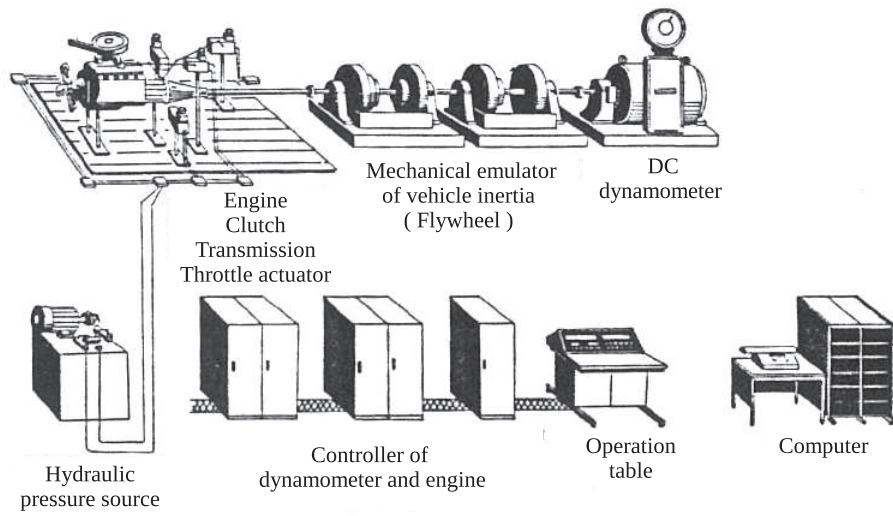 Engine
Clutch
Transmission
Throttle actuator
Mechanical emulator
of vehicle inertia
( Flywheel )
DC
dynamometer
Hydraulic
pressure source
Controller of
dynamometer and engine
Operation
table
Computer